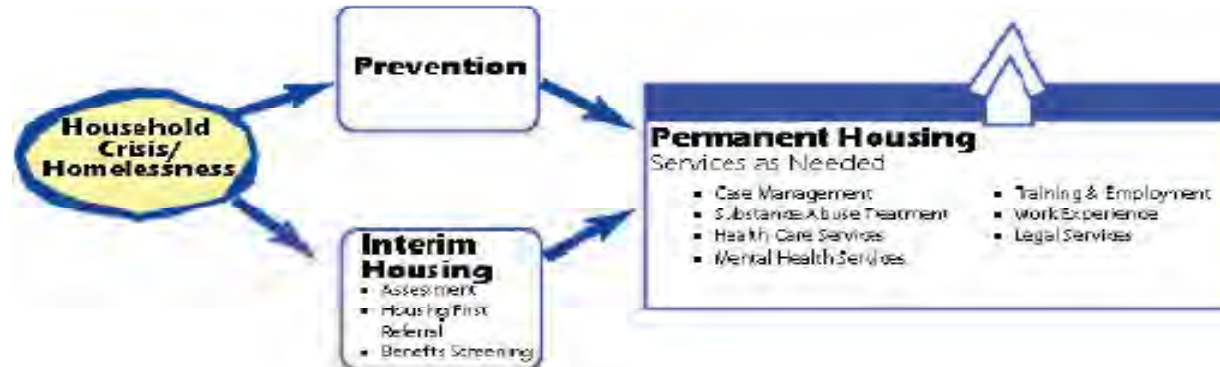 Household
Crisis/
Homelessness
Prevention
Interim
Housing
▪ Assessment
▪ Housing First
Referral
▪ Benefits Screening
Permanent Housing
Services as Needed
▪ Case Management
▪ Substance Abuse Treatment
▪ Health Care Services
▪ Mental Health Services
▪ Training & Employment
▪ Work Experience
▪ Legal Services